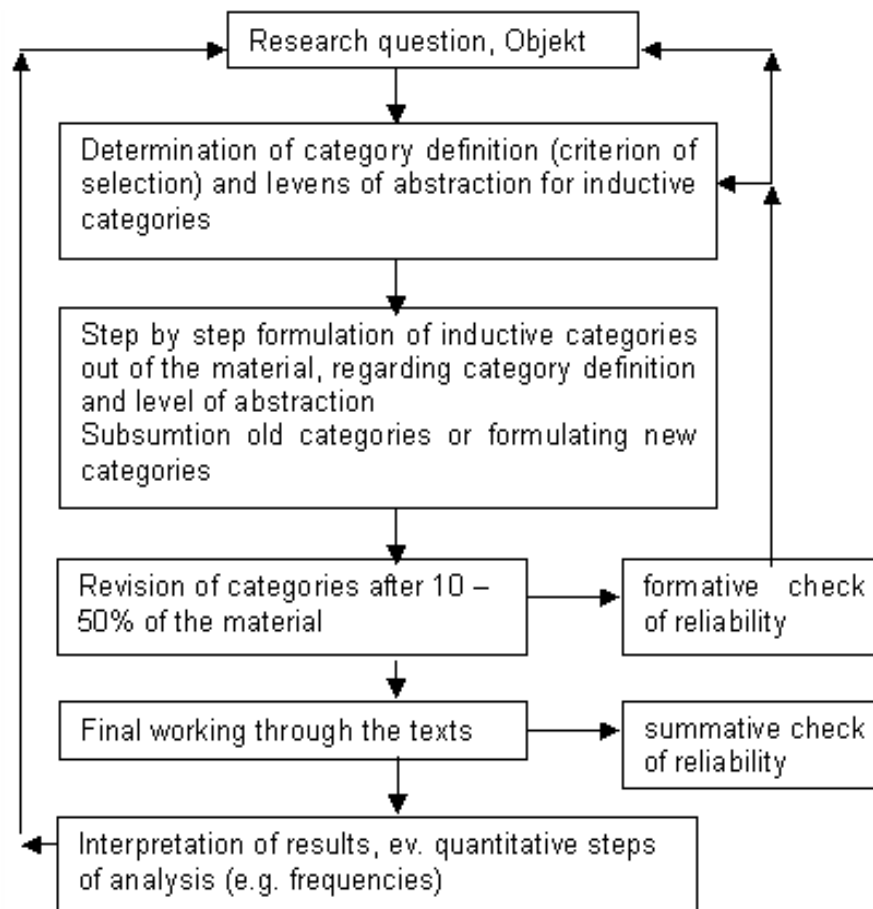 Research question, Objekt
Determination of category definition (criterion of
selection) and levens of abstraction for inductive
categories
Step by step formulation of inductive categories
out of the material, regarding category definition
and level of abstraction
Subsumtion old categories or formulating new
categories
Revision of categories after 10 –
50% of the material
formative check
of reliability
Final working through the texts
summative check
of reliability
Interpretation of results, ev. quantitative steps
of analysis (e.g. frequencies)